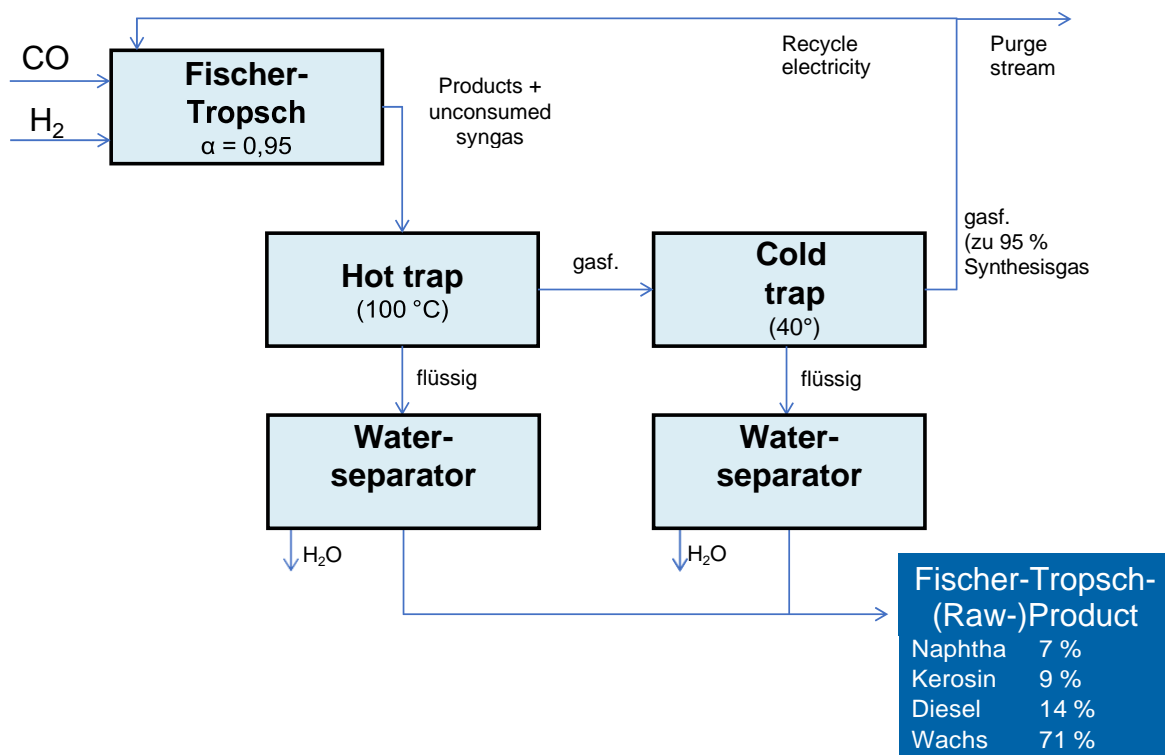 CO
H₂
Fischer-
Tropsch
α = 0,95
Products +
unconsumed
syngas
Recycle
electricity
Purge
stream
Hot trap
(100 °C)
gasf.
Cold
trap
(40°)
gasf.
(zu 95 %
Synthesisgas
flüssig
flüssig
Water-
separator
Water-
separator
H₂O
H₂O
Fischer-Tropsch-
(Raw-)Product
Naphtha 7 %
Kerosin 9 %
Diesel 14 %
Wachs 71 %